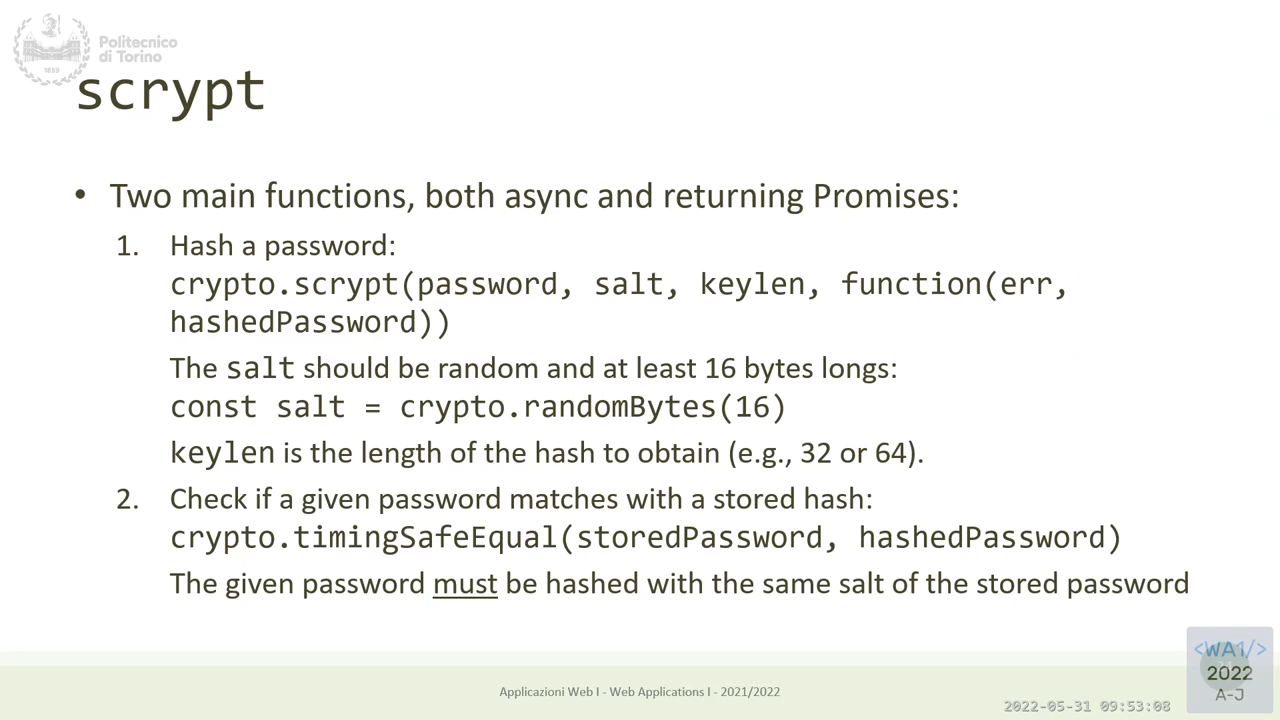 Politecnico
di Torino
1859
scrypt
• Two main functions, both async and returning Promises:
1. Hash a password:
crypto.scrypt(password, salt, keylen, function(err,
hashedPassword))
The salt should be random and at least 16 bytes longs:
const salt = crypto.randomBytes(16)
keylen is the length of the hash to obtain (e.g., 32 or 64).
2. Check if a given password matches with a stored hash:
crypto.timingSafeEqual(storedPassword, hashedPassword)
The given password must be hashed with the same salt of the stored password
Applicazioni Web I - Web Applications I - 2021/2022
2022-05-31 09:53:08
<WA1/>
2022
A-J